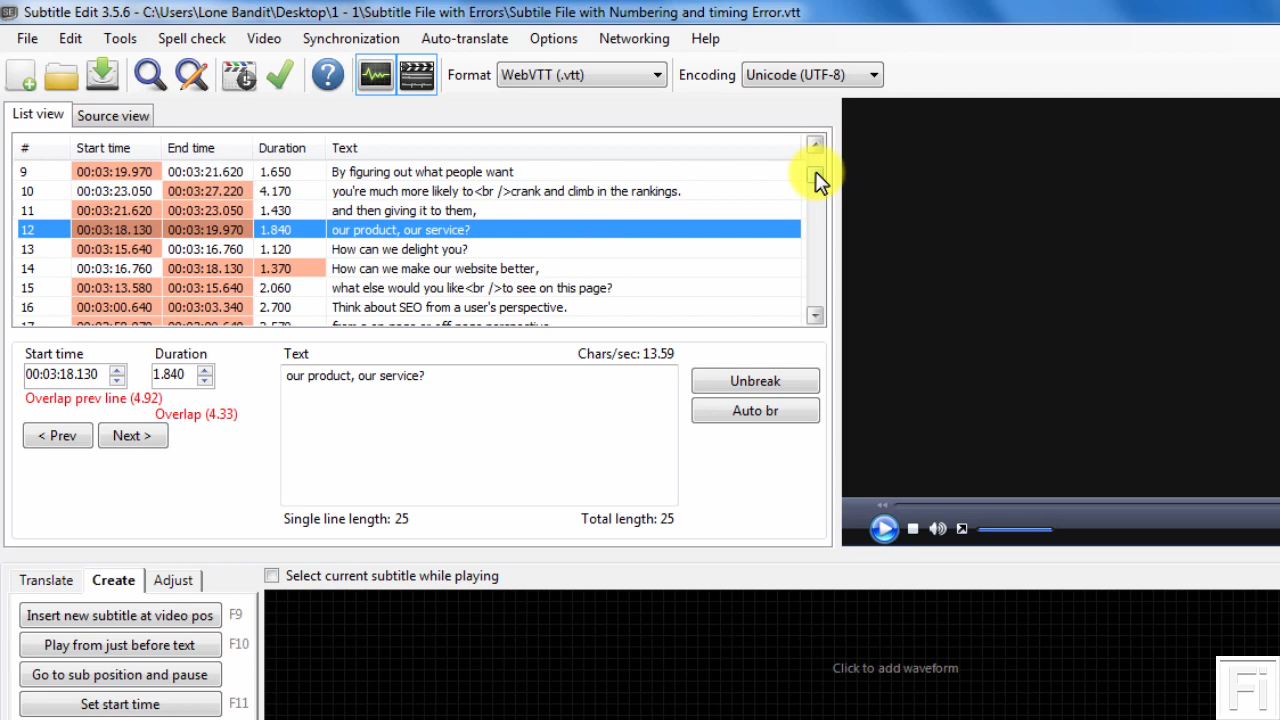 Subtitle Edit 3.5.6 - C:\Users\Lone Bandit\Desktop\1 - 1\Subtitle File with Errors\Subtile File with Numbering and timing Error.vtt
File Edit Tools Spell check Video Synchronization Auto-translate Options Networking Help
Format WebVTT (.vtt) Encoding Unicode (UTF-8)
List view Source view
# Start time End time Duration Text
9 00:03:19.970 00:03:21.620 1.650 By figuring out what people want
10 00:03:23.050 00:03:27.220 4.170 you're much more likely to<br />crank and climb in the rankings.
11 00:03:21.620 00:03:23.050 1.430 and then giving it to them,
12 00:03:18.130 00:03:19.970 1.840 our product, our service?
13 00:03:15.640 00:03:16.760 1.120 How can we delight you?
14 00:03:16.760 00:03:18.130 1.370 How can we make our website better,
15 00:03:13.580 00:03:15.640 2.060 what else would you like<br />to see on this page?
16 00:03:00.640 00:03:03.340 2.700 Think about SEO from a user's perspective.
Start time Duration Text Chars/sec: 13.59
00:03:18.130 1.840 our product, our service?
Unbreak
Overlap prev line (4.92)
Overlap (4.33)
Auto br
< Prev Next >
Single line length: 25 Total length: 25
Translate Create Adjust Select current subtitle while playing
Insert new subtitle at video pos F9
Play from just before text F10
Go to sub position and pause
Click to add waveform
Set start time F11
Fi